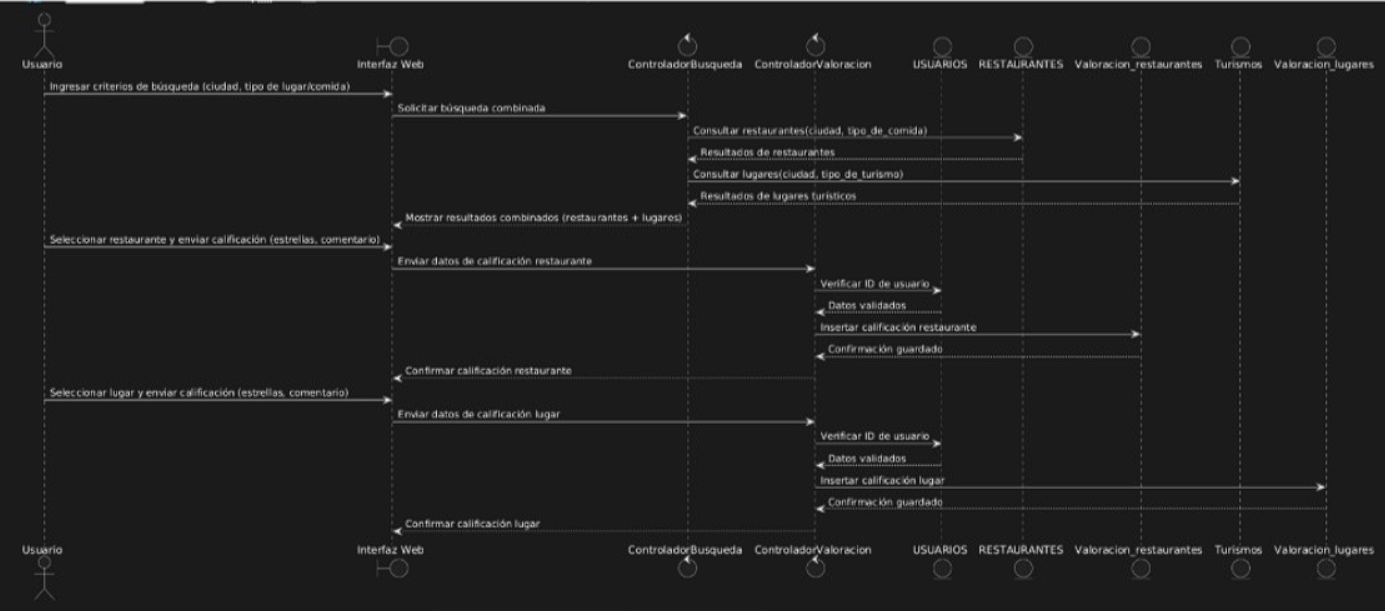 Usuario Interfaz Web ControladorBusqueda ControladorValoracion USUARIOS RESTAURANTES Valoracion_restaurantes Turismos Valoracion_lugares
Ingresar criterios de búsqueda (ciudad, tipo de lugar/comida)
Solicitar búsqueda combinada
Consultar restaurantes(ciudad, tipo_de_comida)
Resultados de restaurantes
Consultar lugares(ciudad, tipo_de_turismo)
Resultados de lugares turísticos
Mostrar resultados combinados (restaurantes + lugares)
Seleccionar restaurante y enviar calificación (estrellas, comentario)
Enviar datos de calificación restaurante
Verificar ID de usuario
Datos validados
Insertar calificación restaurante
Confirmación guardado
Confirmar calificación restaurante
Seleccionar lugar y enviar calificación (estrellas, comentario)
Enviar datos de calificación lugar
Verificar ID de usuario
Datos validados
Insertar calificación lugar
Confirmación guardado
Confirmar calificación lugar
Usuario Interfaz Web ControladorBusqueda ControladorValoracion USUARIOS RESTAURANTES Valoracion_restaurantes Turismos Valoracion_lugares